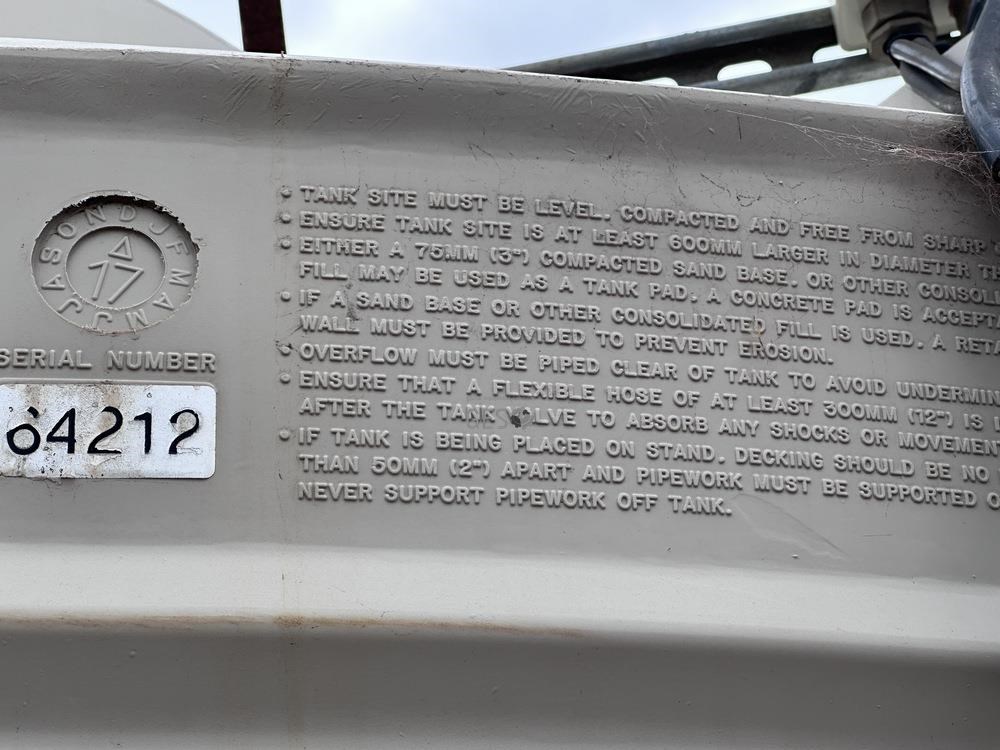 JFMAMJJASOND
17
SERIAL NUMBER
64212
• TANK SITE MUST BE LEVEL. COMPACTED AND FREE FROM SHARP
• ENSURE TANK SITE IS AT LEAST 600MM LARGER IN DIAMETER TH
• EITHER A 75MM (3") COMPACTED SAND BASE. OR OTHER CONSOLI
FILL MAY BE USED AS A TANK PAD. A CONCRETE PAD IS ACCEPT
• IF A SAND BASE OR OTHER CONSOLIDATED FILL IS USED. A RETA
WALL MUST BE PROVIDED TO PREVENT EROSION.
• OVERFLOW MUST BE PIPED CLEAR OF TANK TO AVOID UNDERMIN
• ENSURE THAT A FLEXIBLE HOSE OF AT LEAST 300MM (12") IS
AFTER THE TANK VALVE TO ABSORB ANY SHOCKS OR MOVEMENT
• IF TANK IS BEING PLACED ON STAND. DECKING SHOULD BE NO
THAN 50MM (2") APART AND PIPEWORK MUST BE SUPPORTED O
NEVER SUPPORT PIPEWORK OFF TANK.